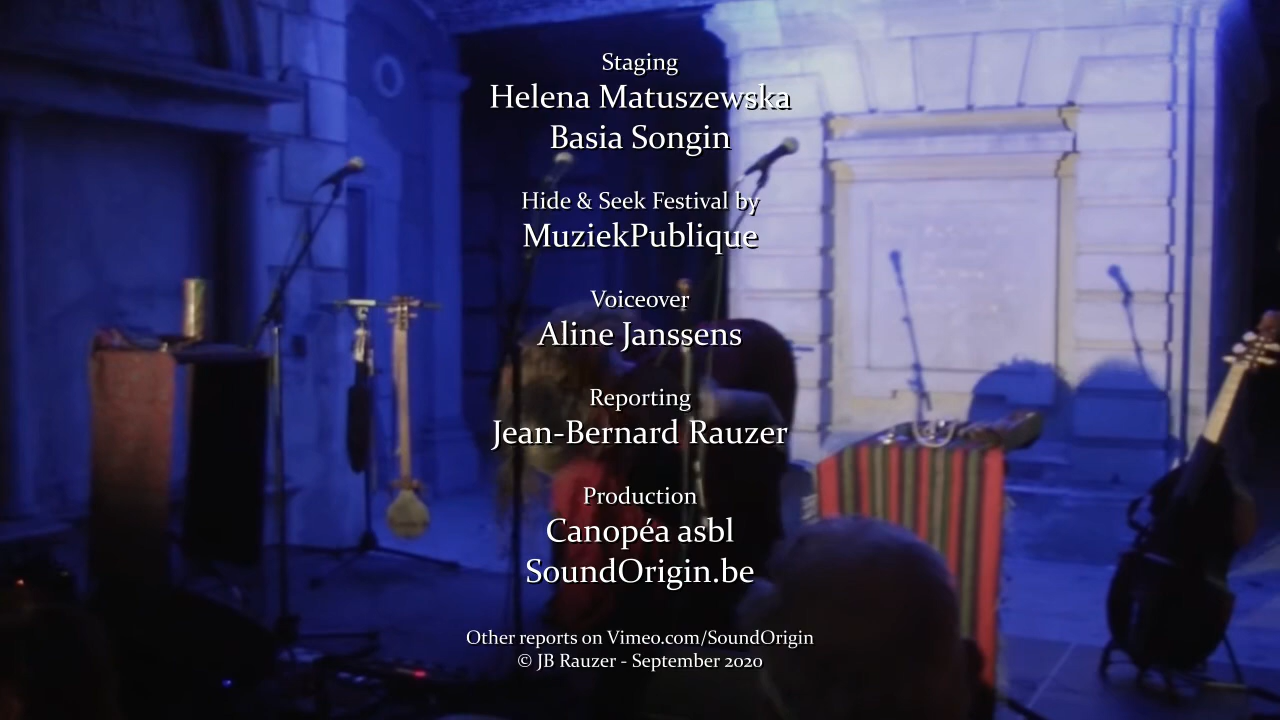 Staging
Helena Matuszewska
Basia Songin
Hide & Seek Festival by
MuziekPublique
Voiceover
Aline Janssens
Reporting
Jean-Bernard Rauzer
Production
Canopéa asbl
SoundOrigin.be
Other reports on Vimeo.com/SoundOrigin
© JB Rauzer - September 2020